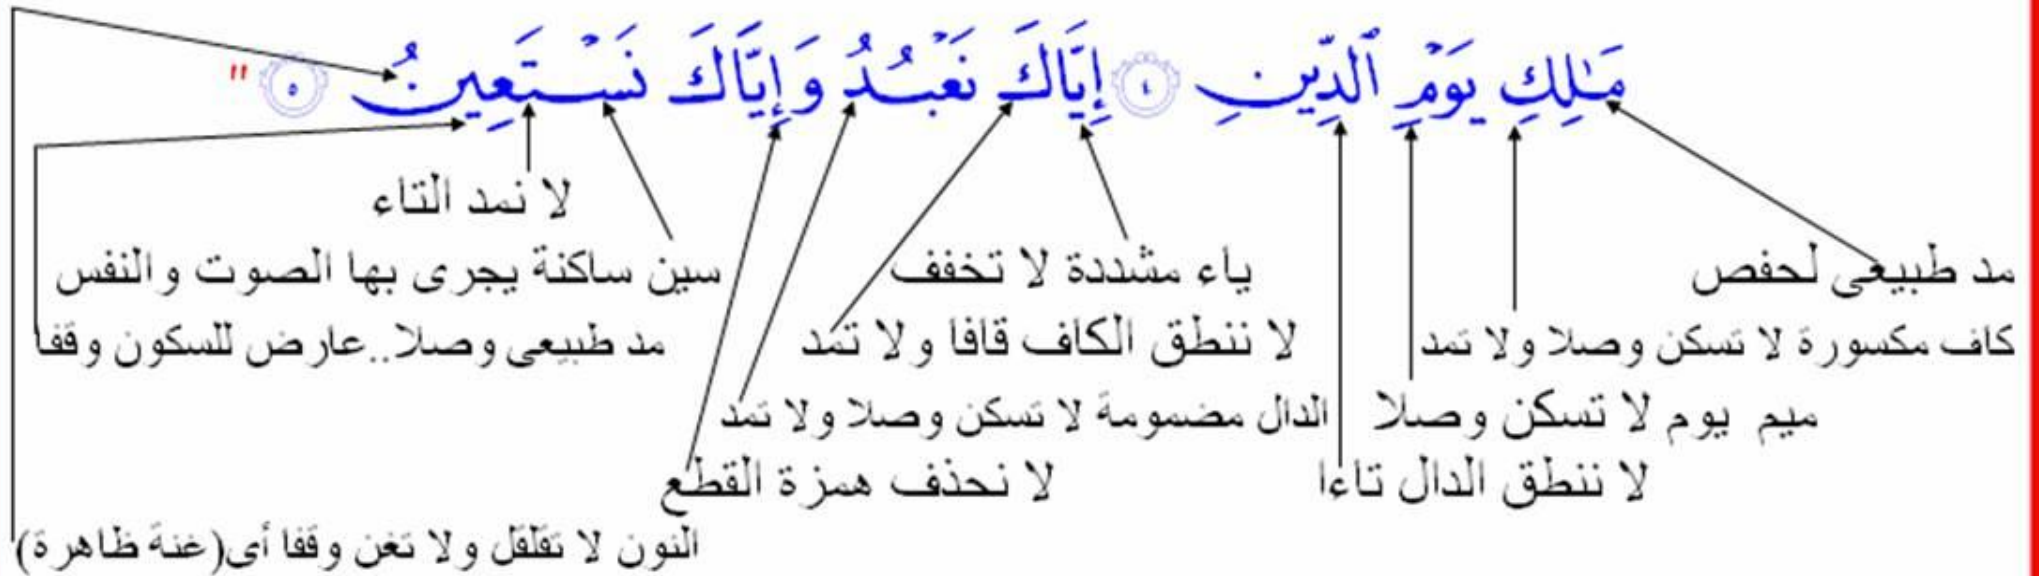 مَـٰلِكِ يَوْمِ ٱلدِّينِ ٤ إِيَّاكَ نَعْبُدُ وَإِيَّاكَ نَسْتَعِينُ ٥ "
لا نمد التاء
مد طبيعى لحفص
ياء مشددة لا تخفف
سين ساكنة يجرى بها الصوت والنفس
كاف مكسورة لا تسكن وصلا ولا تمد
لا ننطق الكاف قافا ولا تمد
مد طبيعى وصلا..عارض للسكون وقفا
ميم يوم لا تسكن وصلا
الدال مضمومة لا تسكن وصلا ولا تمد
لا ننطق الدال تاءا
لا نحذف همزة القطع
النون لا تقلقل ولا تغن وقفا أى(غنة ظاهرة)